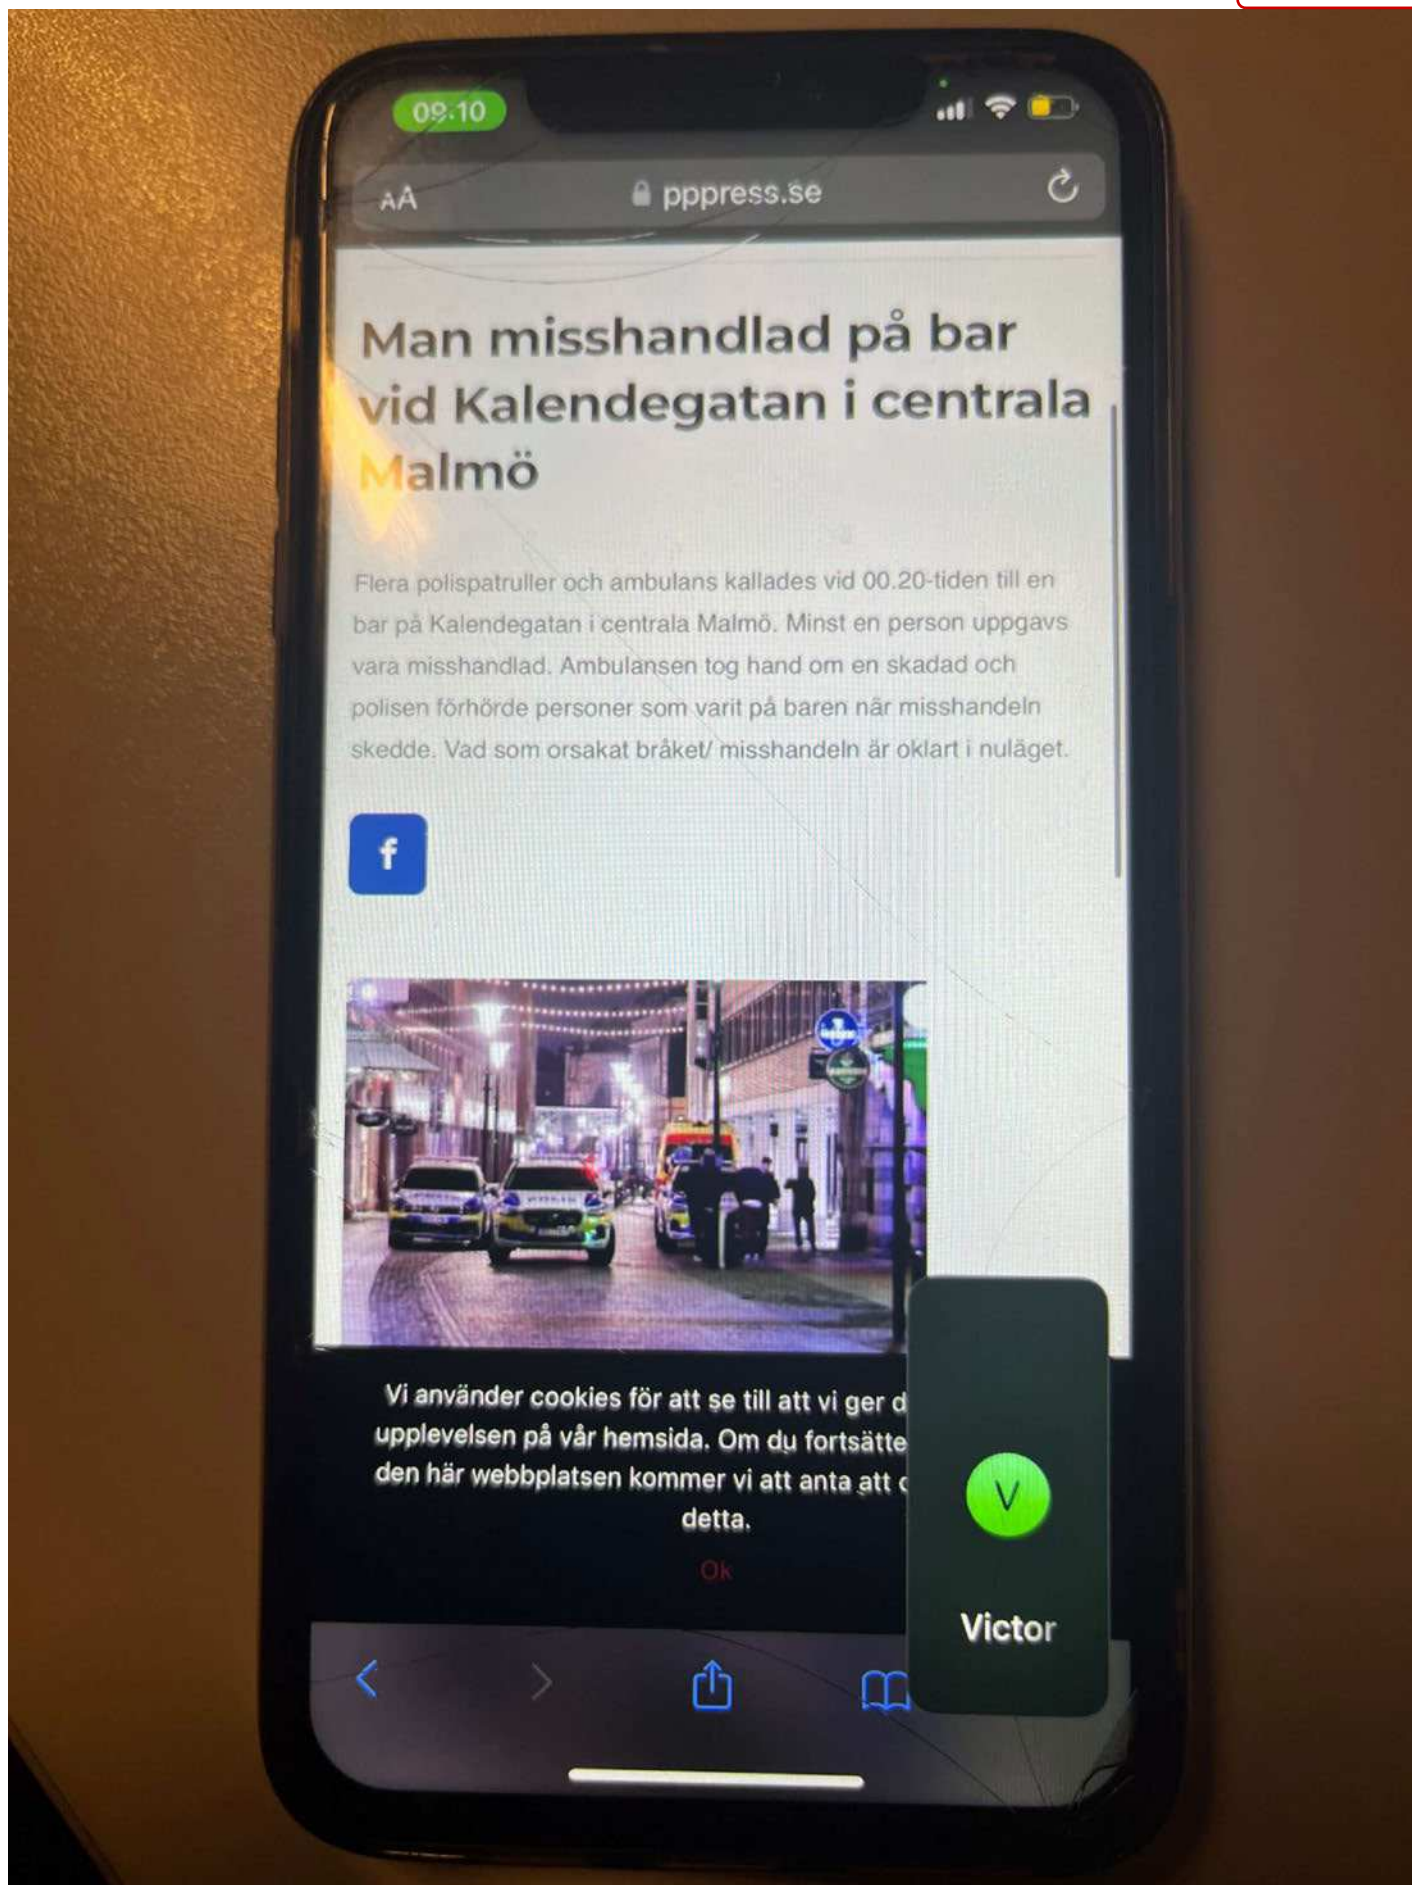 09:10
AA
pppress.se
Man misshandlad på bar
vid Kalendegatan i centrala
Malmö
Flera polispatruller och ambulans kallades vid 00.20-tiden till en
bar på Kalendegatan i centrala Malmö. Minst en person uppgavs
vara misshandlad. Ambulansen tog hand om en skadad och
polisen förhörde personer som varit på baren när misshandeln
skedde. Vad som orsakat bråket/ misshandeln är oklart i nuläget.
f
POLIS
Vi använder cookies för att se till att vi ger d
upplevelsen på vår hemsida. Om du fortsätte
den här webbplatsen kommer vi att anta att
detta.
Ok
V
Victor